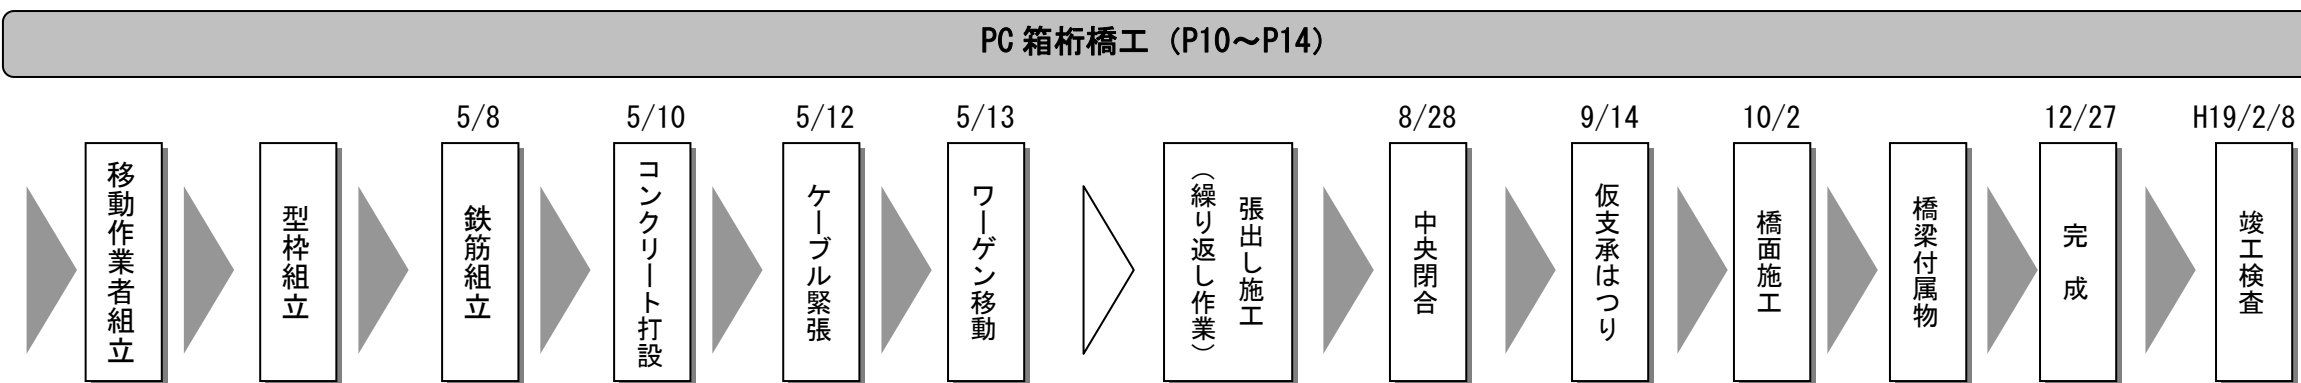 PC 箱桁橋工（P10～P14）
5/8
5/10
5/12
5/13
8/28
9/14
10/2
12/27
H19/2/8
移動作業者組立
型枠組立
鉄筋組立
コンクリート打設
ケーブル緊張
ワーゲン移動
張出し施工
（繰り返し作業）
中央閉合
仮支承はつり
橋面施工
橋梁付属物
完　成
竣工検査